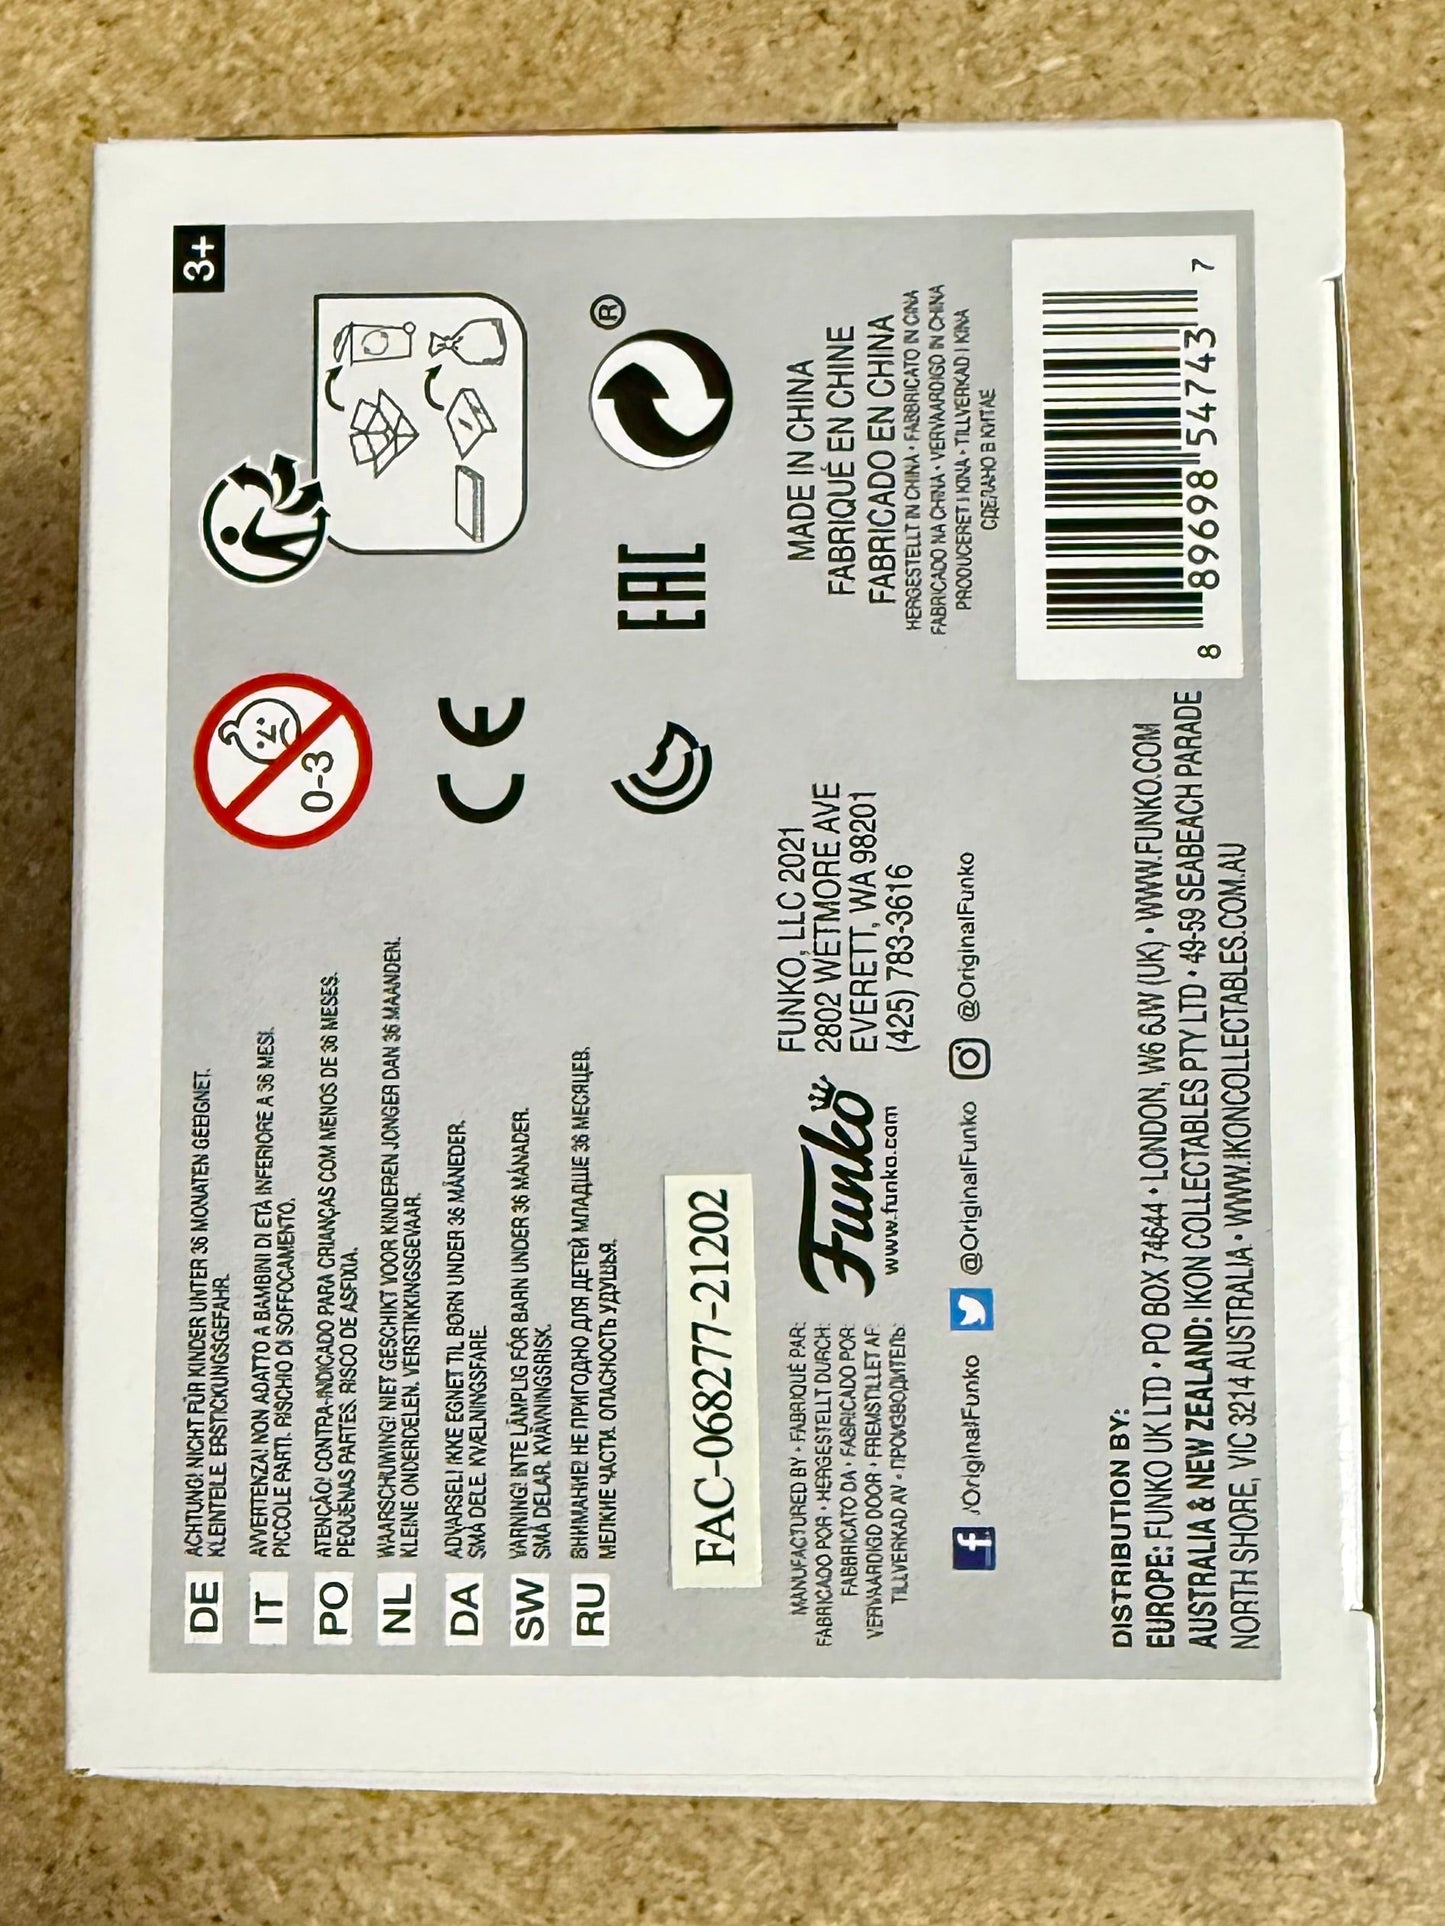 3+
DE ACHTUNG! NICHT FÜR KINDER UNTER 36 MONATEN GEEIGNET.
KLEINTEILE. ERSTICKUNGSGEFAHR.
IT AVVERTENZA! NON ADATTO A BAMBINI DI ETÀ INFERIORE A 36 MESI.
PICCOLE PARTI. RISCHIO DI SOFFOCAMENTO.
PO ATENÇÃO! CONTRA-INDICADO PARA CRIANÇAS COM MENOS DE 36 MESES.
PEQUENAS PARTES. RISCO DE ASFIXIA.
NL WAARSCHUWING! NIET GESCHIKT VOOR KINDEREN JONGER DAN 36 MAANDEN.
KLEINE ONDERDELEN. VERSTIKKINGSGEVAAR.
DA ADVARSEL! IKKE EGNET TIL BØRN UNDER 36 MÅNEDER.
SMÅ DELE. KVÆLNINGSFARE.
SW VARNING! INTE LÄMPLIG FÖR BARN UNDER 36 MÅNADER.
SMÅ DELAR. KVÄVNINGSRISK.
RU ВНИМАНИЕ! НЕ ПРИГОДНО ДЛЯ ДЕТЕЙ МЛАДШЕ 36 МЕСЯЦЕВ.
МЕЛКИЕ ЧАСТИ. ОПАСНОСТЬ УДУШЬЯ.
0-3
CE
EAC
®
FAC-068277-21202
MANUFACTURED BY • FABRIQUÉ PAR:
FABRICADO POR • HERGESTELLT DURCH:
FABBRICATO DA • FABRICADO POR:
VERVAARDIGD DOOR • FREMSTILLET AF:
TILLVERKAD AV • ПРОИЗВОДИТЕЛЬ:
Funko
www.funko.com
FUNKO, LLC 2021
2802 WETMORE AVE
EVERETT, WA 98201
(425) 783-3616
/OriginalFunko @OriginalFunko @OriginalFunko
MADE IN CHINA
FABRIQUÉ EN CHINE
FABRICADO EN CHINA
HERGESTELLT IN CHINA • FABBRICATO IN CINA
FABRICADO NA CHINA • VERVAARDIGD IN CHINA
PRODUCERET I KINA • TILLVERKAD I KINA
СДЕЛАНО В КИТАЕ
DISTRIBUTION BY:
EUROPE: FUNKO UK LTD • PO BOX 74644 • LONDON, W6 6JW (UK) • WWW.FUNKO.COM
AUSTRALIA & NEW ZEALAND: IKON COLLECTABLES PTY LTD • 49-59 SEABEACH PARADE
NORTH SHORE, VIC 3214 AUSTRALIA • WWW.IKONCOLLECTABLES.COM.AU
8 89698 54743 7